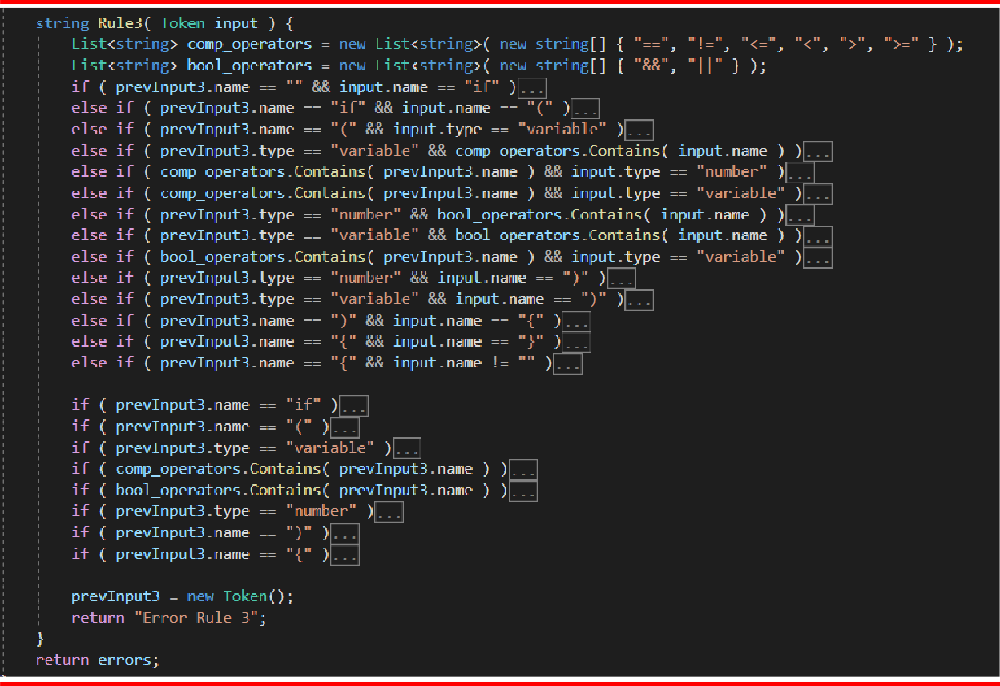 string Rule3( Token input ) {
List<string> comp_operators = new List<string>( new string[] { "==", "!=", "<=", "<", ">", ">=" } );
List<string> bool_operators = new List<string>( new string[] { "&&", "||" } );
if ( prevInput3.name == "" && input.name == "if" )...
else if ( prevInput3.name == "if" && input.name == "(" )...
else if ( prevInput3.name == "(" && input.type == "variable" )...
else if ( prevInput3.type == "variable" && comp_operators.Contains( input.name ) )...
else if ( comp_operators.Contains( prevInput3.name ) && input.type == "number" )...
else if ( comp_operators.Contains( prevInput3.name ) && input.type == "variable" )...
else if ( prevInput3.type == "number" && bool_operators.Contains( input.name ) )...
else if ( prevInput3.type == "variable" && bool_operators.Contains( input.name ) )...
else if ( bool_operators.Contains( prevInput3.name ) && input.type == "variable" )...
else if ( prevInput3.type == "number" && input.name == ")" )...
else if ( prevInput3.type == "variable" && input.name == ")" )...
else if ( prevInput3.name == ")" && input.name == "{" )...
else if ( prevInput3.name == "{" && input.name == "}" )...
else if ( prevInput3.name == "{" && input.name != "" )...
if ( prevInput3.name == "if" )...
if ( prevInput3.name == "(" )...
if ( prevInput3.type == "variable" )...
if ( comp_operators.Contains( prevInput3.name ) )...
if ( bool_operators.Contains( prevInput3.name ) )...
if ( prevInput3.type == "number" )...
if ( prevInput3.name == ")" )...
if ( prevInput3.name == "{" )...
prevInput3 = new Token();
return "Error Rule 3";
}
return errors;